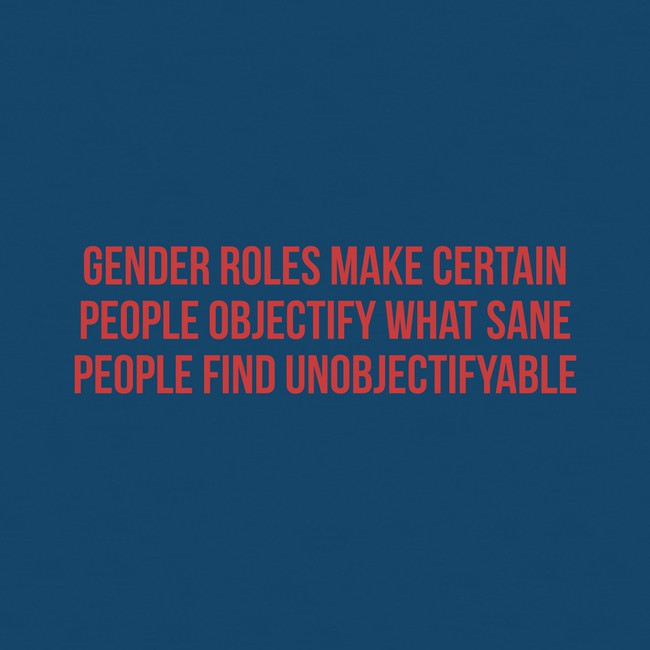 GENDER ROLES MAKE CERTAIN
PEOPLE OBJECTIFY WHAT SANE
PEOPLE FIND UNOBJECTIFYABLE